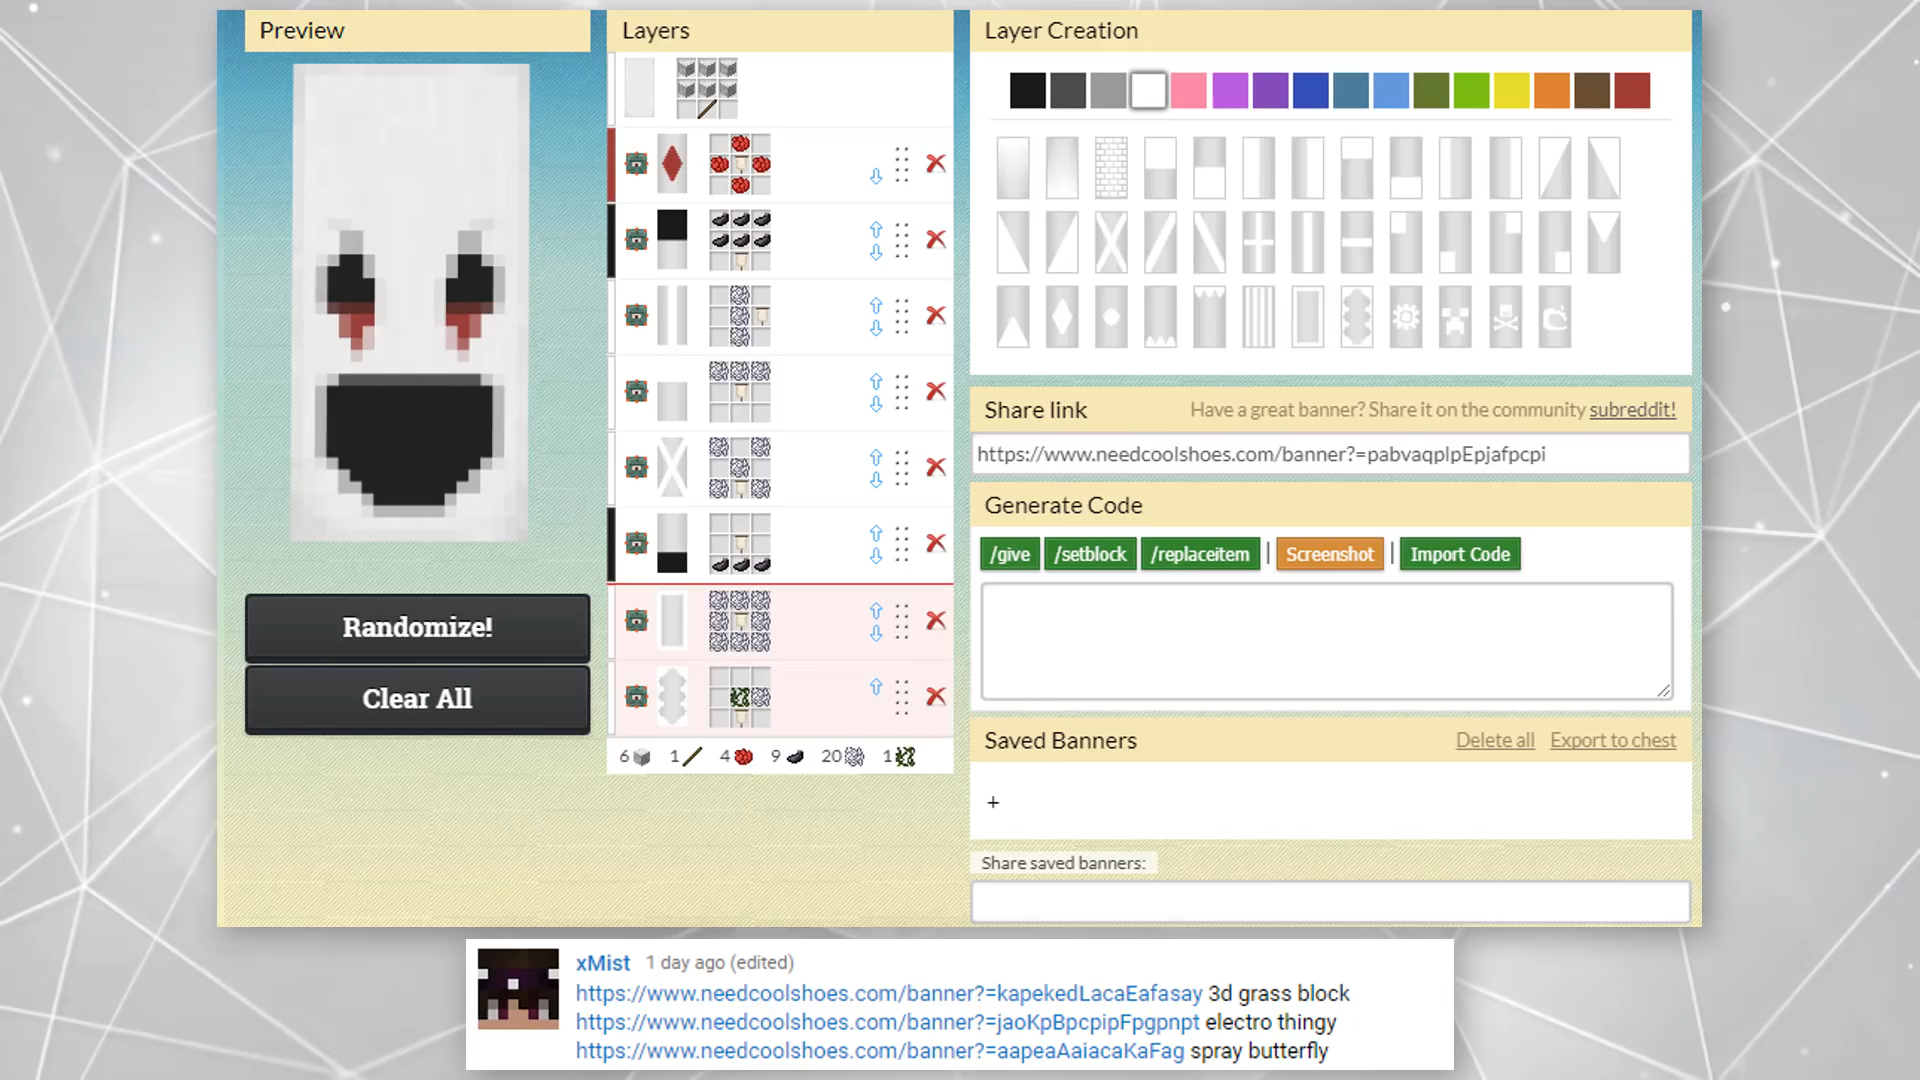 Preview
Layers
Layer Creation
Share link
Have a great banner? Share it on the community subreddit!
https://www.needcoolshoes.com/banner?=pabvaqplpEpjafpcpi
Generate Code
/give
/setblock
/replaceitem
|
Screenshot
|
Import Code
Randomize!
Clear All
6
1
4
9
20
1
Saved Banners
Delete all
Export to chest
+
Share saved banners:
xMist 1 day ago (edited)
https://www.needcoolshoes.com/banner?=kapekedLacaEafasay 3d grass block
https://www.needcoolshoes.com/banner?=jaoKpBpcpipFpgpnpt electro thingy
https://www.needcoolshoes.com/banner?=aapeaAaiacaKaFag spray butterfly